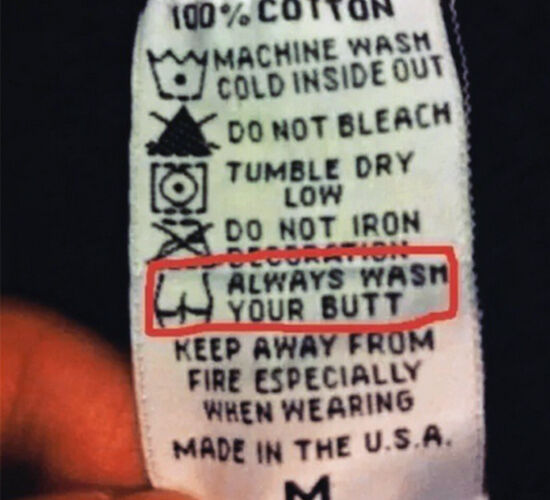 100% COTTON
MACHINE WASH
COLD INSIDE OUT
DO NOT BLEACH
TUMBLE DRY
LOW
DO NOT IRON
DECORATION
ALWAYS WASH
YOUR BUTT
KEEP AWAY FROM
FIRE ESPECIALLY
WHEN WEARING
MADE IN THE U.S.A.
M